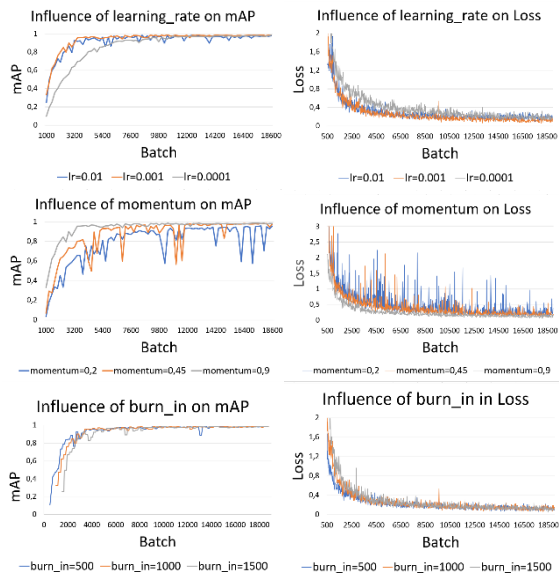 Influence of learning_rate on mAP
1
0,8
0,6
0,4
0,2
0
mAP
1000 3200 5400 7600 9800 12000 14200 16400 18600
Batch
lr=0.01 lr=0.001 lr=0.0001
Influence of learning_rate on Loss
2
1,6
1,2
0,8
0,4
0
Loss
500 2500 4500 6500 8500 10500 12500 14500 16500 18500
Batch
lr=0.01 lr=0.001 lr=0.0001
Influence of momentum on mAP
1
0,8
0,6
0,4
0,2
0
mAP
1000 3200 5400 7600 9800 12000 14200 16400 18600
Batch
momentum=0,2 momentum=0,45 momentum=0,9
Influence of momentum on Loss
3
2,5
2
1,5
1
0,5
0
Loss
500 2500 4500 6500 8500 10500 12500 14500 16500 18500
Batch
momentum=0,2 momentum=0,45 momentum=0,9
Influence of burn_in on mAP
1
0,8
0,6
0,4
0,2
0
mAP
0 2000 4000 6000 8000 10000 12000 14000 16000 18000
Batch
burn_in=500 burn_in=1000 burn_in=1500
Influence of burn_in in Loss
2
1,6
1,2
0,8
0,4
0
Loss
500 2500 4500 6500 8500 10500 12500 14500 16500 18500
Batch
burn_in=500 burn_in=1000 burn_in=1500